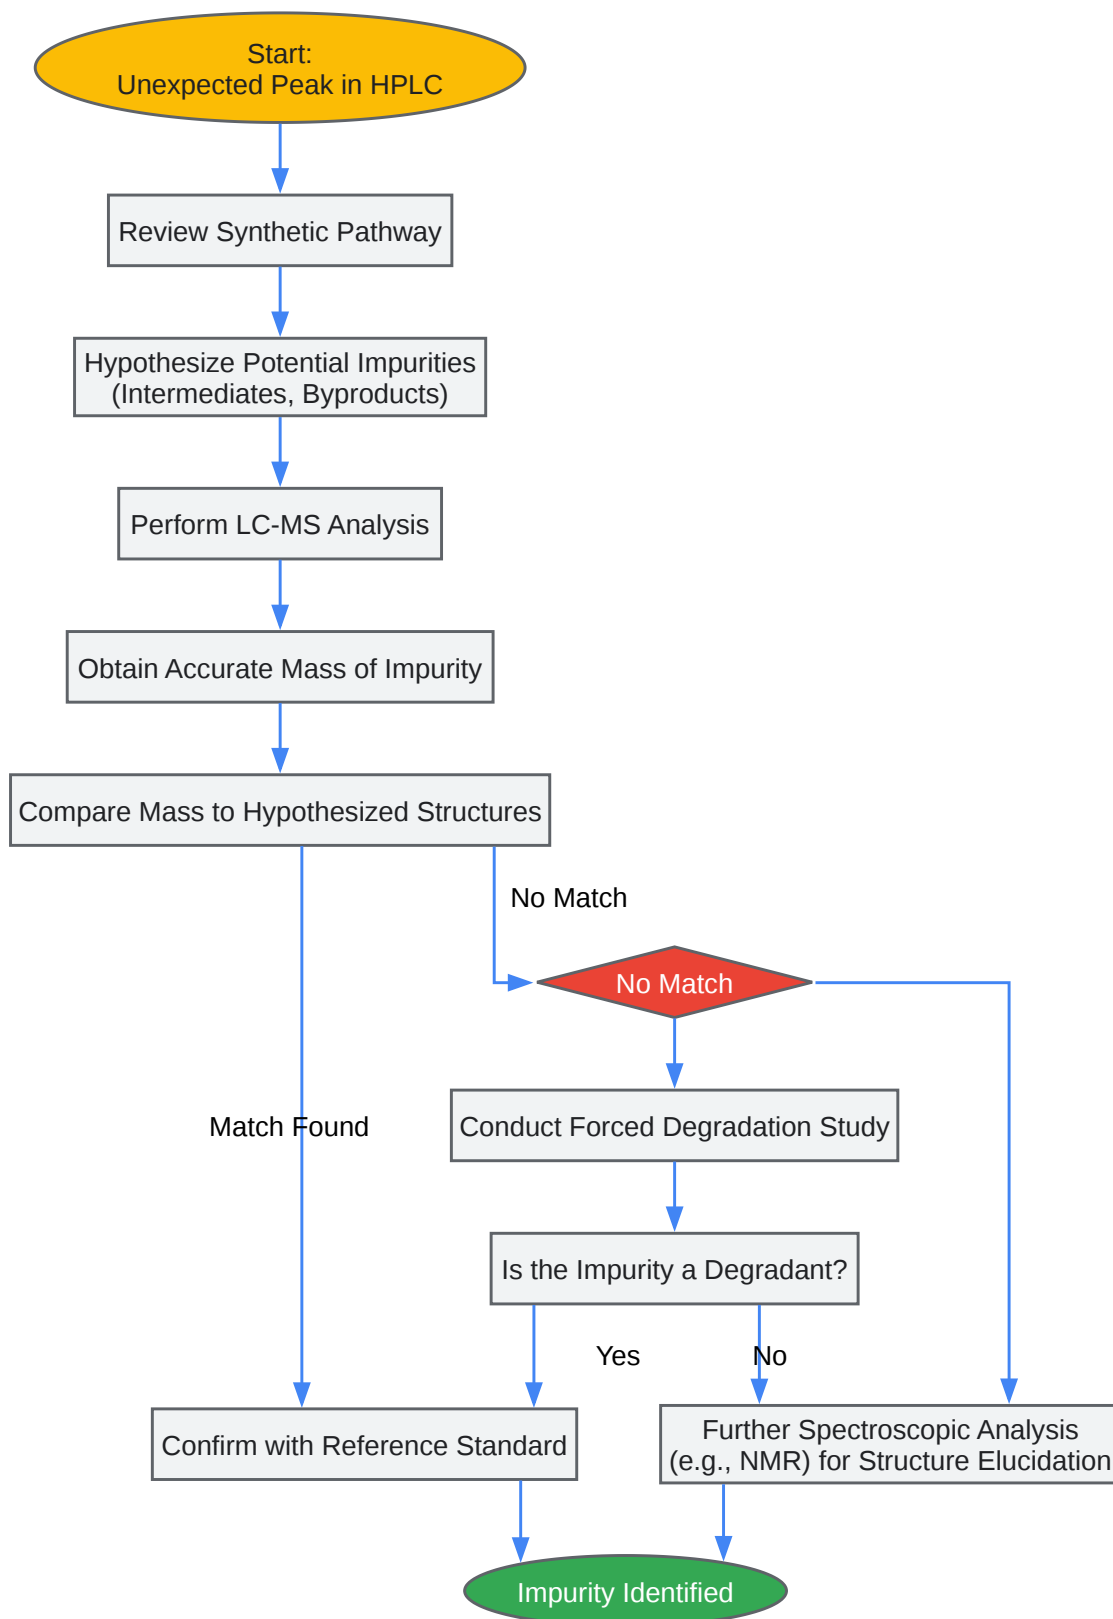 Start:
Unexpected Peak in HPLC
Review Synthetic Pathway
Hypothesize Potential Impurities
(Intermediates, Byproducts)
Perform LC-MS Analysis
Obtain Accurate Mass of Impurity
Compare Mass to Hypothesized Structures
No Match
No Match
Match Found
Conduct Forced Degradation Study
Is the Impurity a Degradant?
Yes
No
Confirm with Reference Standard
Further Spectroscopic Analysis
(e.g., NMR) for Structure Elucidation
Impurity Identified